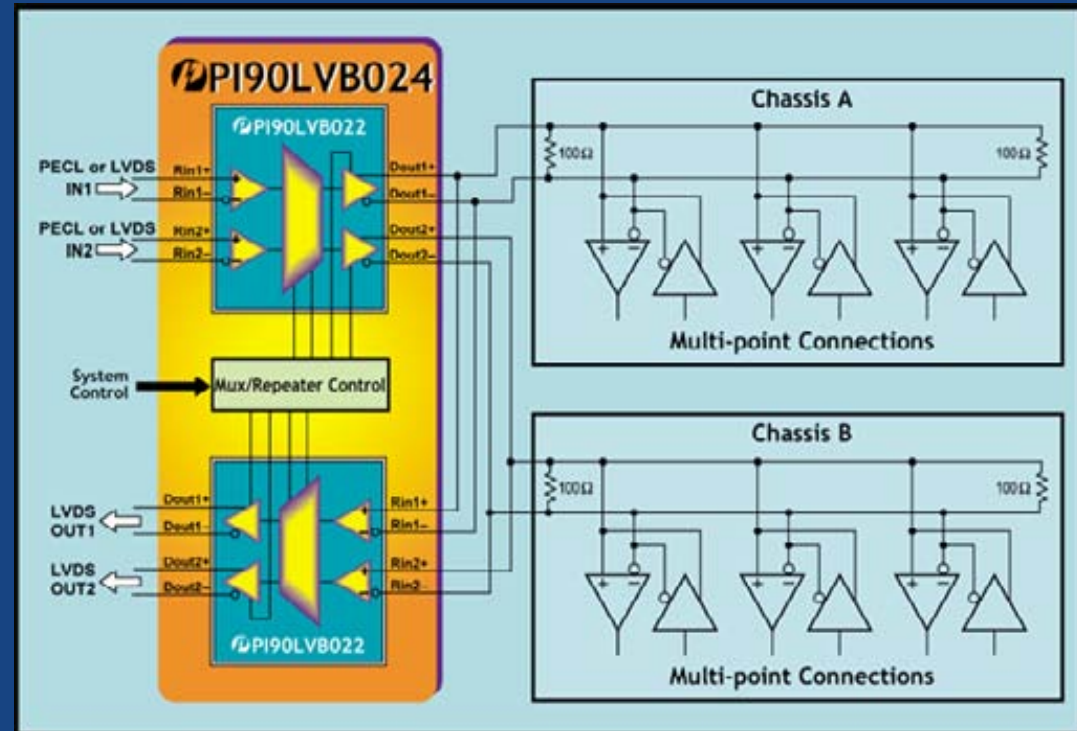 PI90LVB024
PI90LVB022
PECL or LVDS
IN1
Rin1+
Rin1-
PECL or LVDS
IN2
Rin2+
Rin2-
Dout1+
Dout1-
Dout2+
Dout2-
System
Control
Mux/Repeater Control
LVDS
OUT1
Dout1+
Dout1-
LVDS
OUT2
Dout2+
Dout2-
Rin1+
Rin1-
Rin2+
Rin2-
PI90LVB022
Chassis A
100Ω
100Ω
+ - + - + -
Multi-point Connections
Chassis B
100Ω
100Ω
+ - + - + -
Multi-point Connections